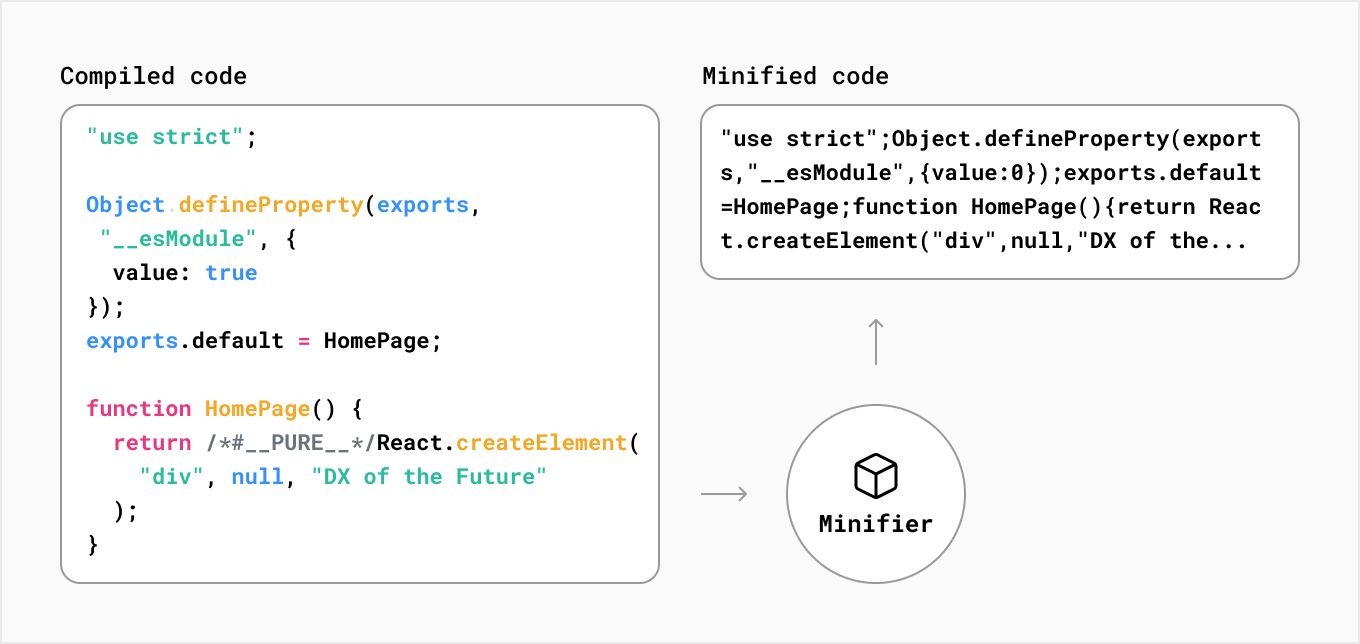 Compiled code
"use strict";
Object.defineProperty(exports,
"__esModule", {
value: true
});
exports.default = HomePage;
function HomePage() {
return /*#__PURE__*/React.createElement(
"div", null, "DX of the Future"
);
}
Minified code
"use strict";Object.defineProperty(export
s,"__esModule",{value:0});exports.default
=HomePage;function HomePage(){return Reac
t.createElement("div",null,"DX of the...
Minifier